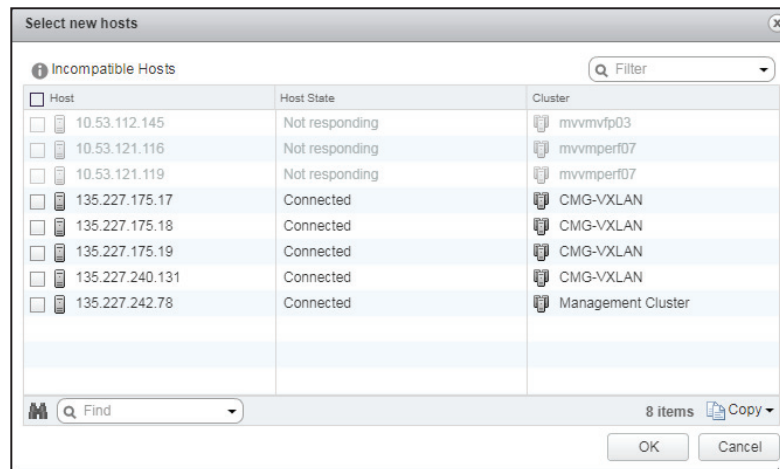 Select new hosts
Incompatible Hosts
Filter
Host Host State Cluster
10.53.112.145 Not responding mvvmvfp03
10.53.121.116 Not responding mvvmperf07
10.53.121.119 Not responding mvvmperf07
135.227.175.17 Connected CMG-VXLAN
135.227.175.18 Connected CMG-VXLAN
135.227.175.19 Connected CMG-VXLAN
135.227.240.131 Connected CMG-VXLAN
135.227.242.78 Connected Management Cluster
Find 8 items Copy
OK Cancel